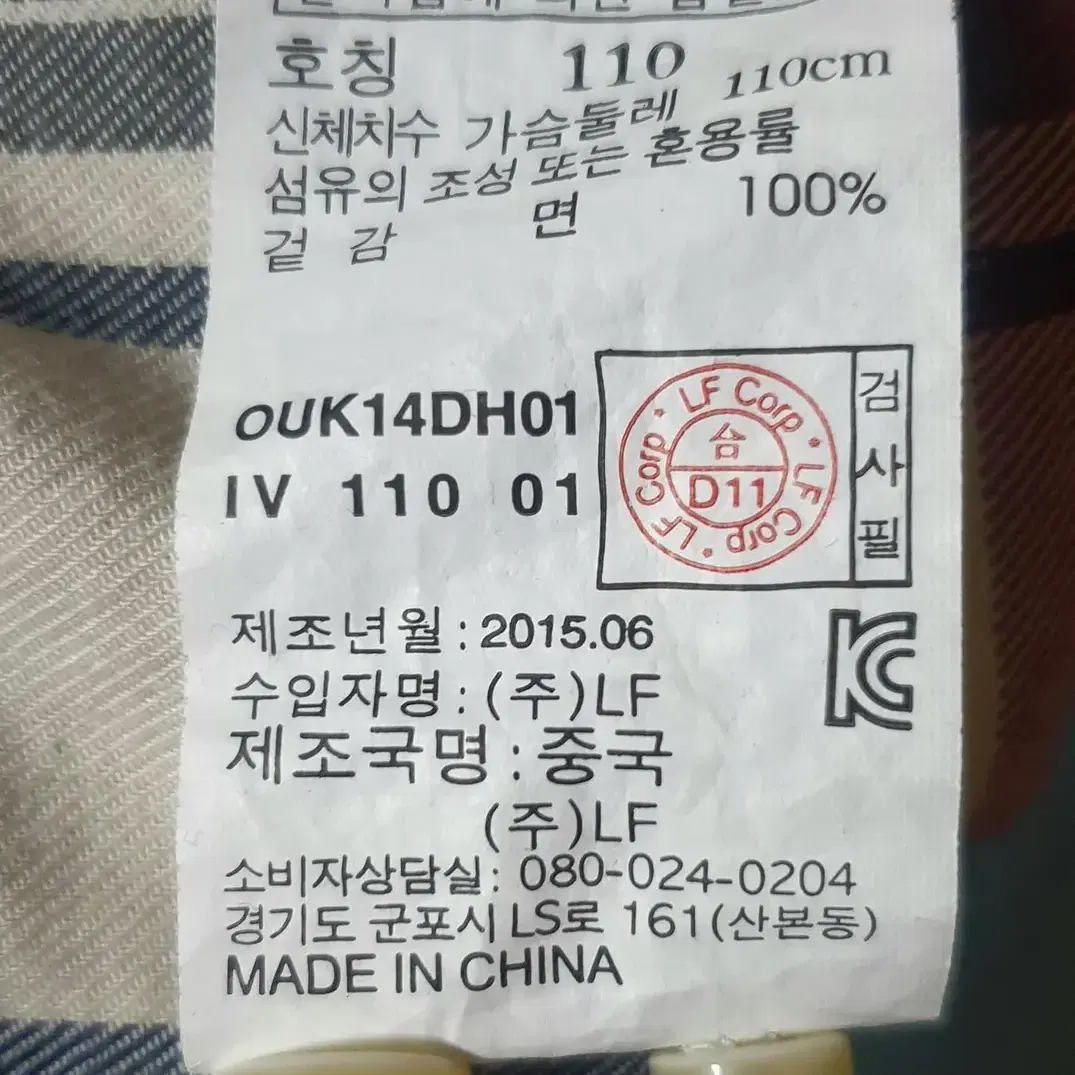 호칭 110 110cm
신체치수 가슴둘레
섬유의 조성 또는 혼용률
겉감 면 100%
OUK14DH01
IV 110 01
LF Corp · LF Corp · LF Corp ·
合
D11
검사필
제조년월 : 2015.06
수입자명 : (주)LF
제조국명 : 중국
(주)LF
소비자상담실 : 080-024-0204
경기도 군포시 LS로 161(산본동)
MADE IN CHINA